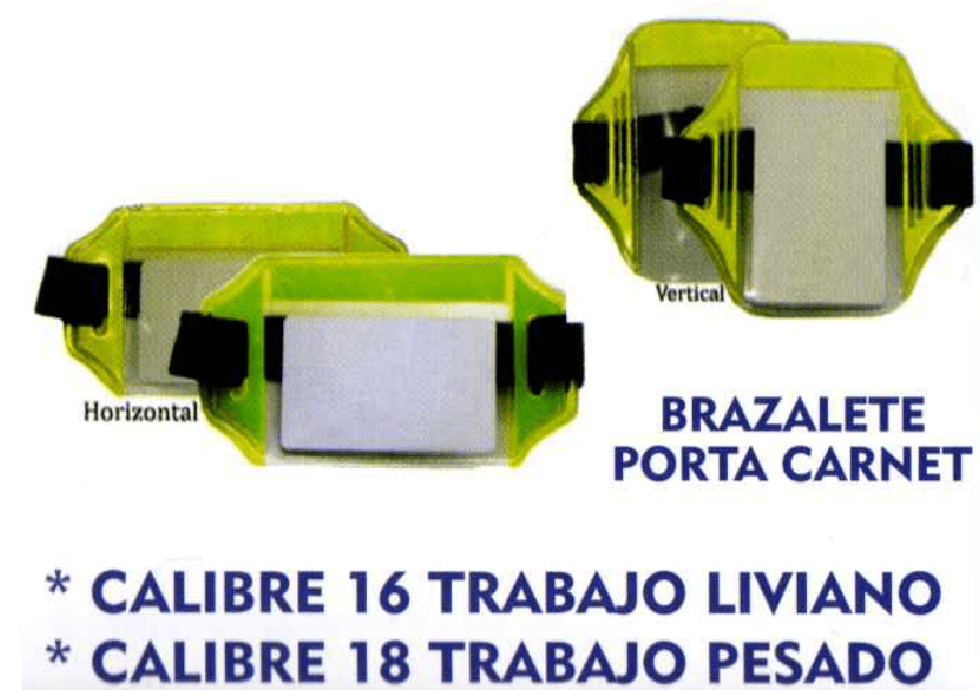 Vertical
Horizontal
BRAZALETE
PORTA CARNET
* CALIBRE 16 TRABAJO LIVIANO
* CALIBRE 18 TRABAJO PESADO